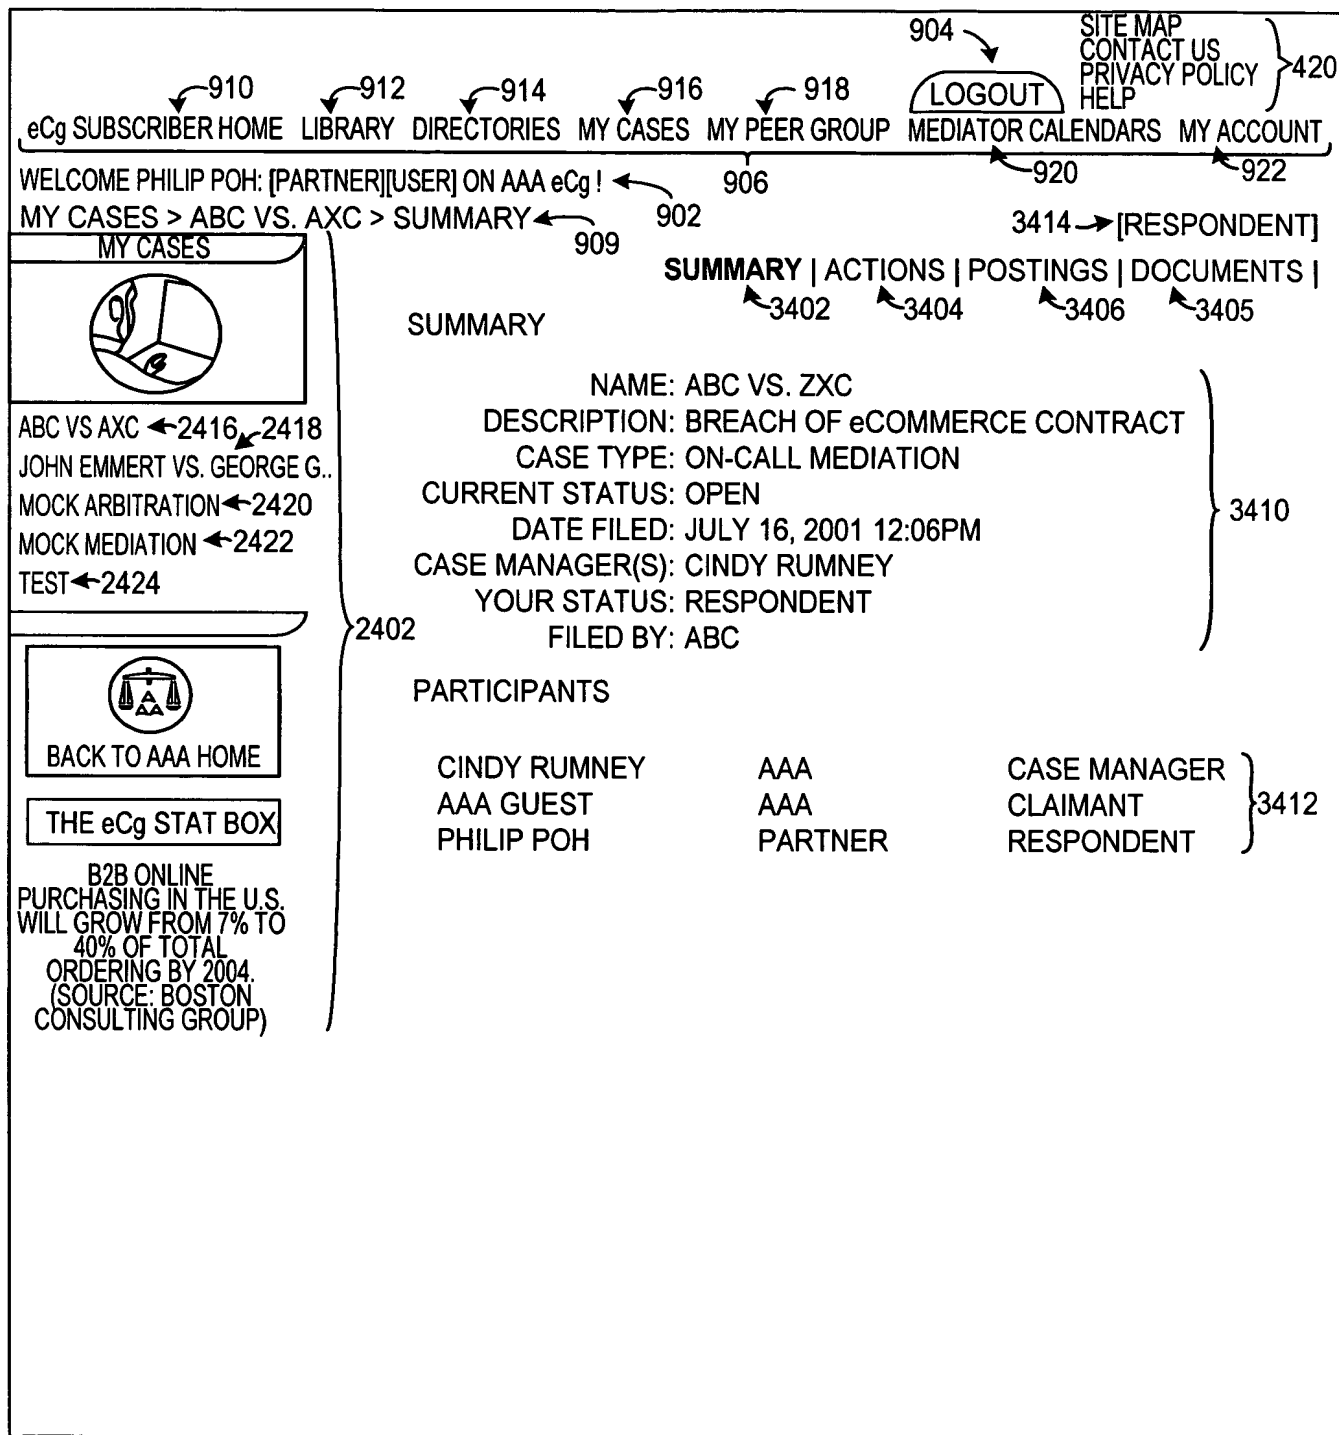 904
SITE MAP
CONTACT US
PRIVACY POLICY
HELP
420
910 912 914 916 918
LOGOUT
eCg SUBSCRIBER HOME LIBRARY DIRECTORIES MY CASES MY PEER GROUP MEDIATOR CALENDARS MY ACCOUNT
906 920 922
WELCOME PHILIP POH: [PARTNER][USER] ON AAA eCg !
902
MY CASES > ABC VS. AXC > SUMMARY
909
3414 [RESPONDENT]
MY CASES
SUMMARY | ACTIONS | POSTINGS | DOCUMENTS |
3402 3404 3406 3405
SUMMARY
ABC VS AXC 2416 2418
JOHN EMMERT VS. GEORGE G..
MOCK ARBITRATION 2420
MOCK MEDIATION 2422
TEST 2424
2402
NAME: ABC VS. ZXC
DESCRIPTION: BREACH OF eCOMMERCE CONTRACT
CASE TYPE: ON-CALL MEDIATION
CURRENT STATUS: OPEN
DATE FILED: JULY 16, 2001 12:06PM
CASE MANAGER(S): CINDY RUMNEY
YOUR STATUS: RESPONDENT
FILED BY: ABC
3410
A
AA
BACK TO AAA HOME
THE eCg STAT BOX
B2B ONLINE
PURCHASING IN THE U.S.
WILL GROW FROM 7% TO
40% OF TOTAL
ORDERING BY 2004.
(SOURCE: BOSTON
CONSULTING GROUP)
PARTICIPANTS
CINDY RUMNEY AAA CASE MANAGER
AAA GUEST AAA CLAIMANT
PHILIP POH PARTNER RESPONDENT
3412